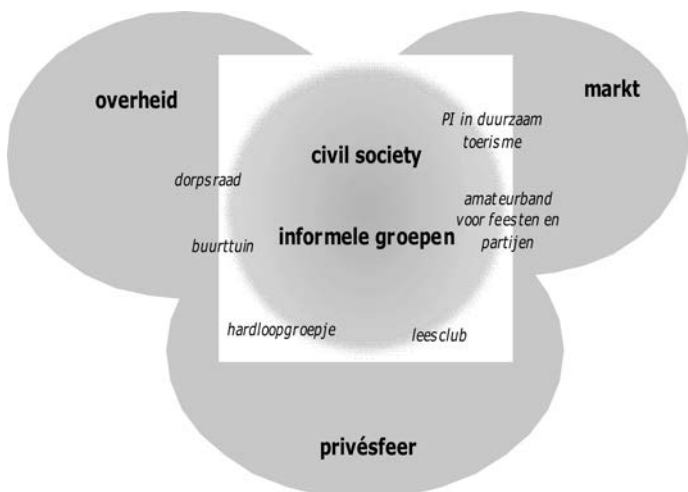 overheid
markt
PI in duurzaam
toerisme
civil society
dorpsraad
amateurband
voor feesten en
partijen
informele groepen
buurttuin
hardloopgroepje
leesclub
privésfeer